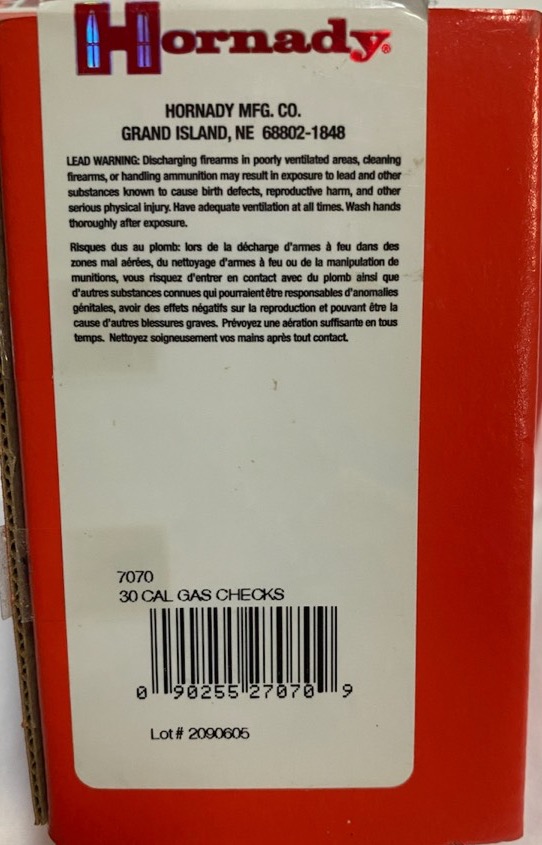 Hornady®
HORNADY MFG. CO.
GRAND ISLAND, NE 68802-1848
LEAD WARNING: Discharging firearms in poorly ventilated areas, cleaning
firearms, or handling ammunition may result in exposure to lead and other
substances known to cause birth defects, reproductive harm, and other
serious physical injury. Have adequate ventilation at all times. Wash hands
thoroughly after exposure.
Risques dus au plomb: lors de la décharge d'armes à feu dans des
zones mal aérées, du nettoyage d'armes à feu ou de la manipulation de
munitions, vous risquez d'entrer en contact avec du plomb ainsi que
d'autres substances connues qui pourraient être responsables d'anomalies
génitales, avoir des effets négatifs sur la reproduction et pouvant être la
cause d'autres blessures graves. Prévoyez une aération suffisante en tous
temps. Nettoyez soigneusement vos mains après tout contact.
7070
30 CAL GAS CHECKS
0 90255 27070 9
Lot # 2090605